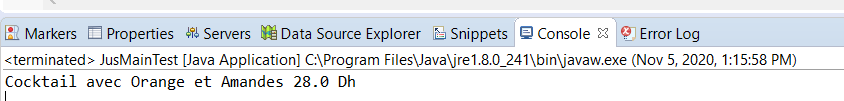 Markers Properties Servers Data Source Explorer Snippets Console Error Log
<terminated> JusMainTest [Java Application] C:\Program Files\Java\jre1.8.0_241\bin\javaw.exe (Nov 5, 2020, 1:15:58 PM)
Cocktail avec Orange et Amandes 28.0 Dh